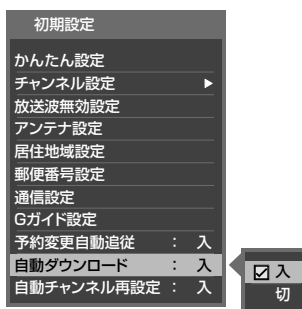 初期設定
かんたん設定
チャンネル設定 ▶
放送波無効設定
アンテナ設定
居住地域設定
郵便番号設定
通信設定
Gガイド設定
予約変更自動追従 : 入
自動ダウンロード : 入
自動チャンネル再設定 : 入
☑ 入
切